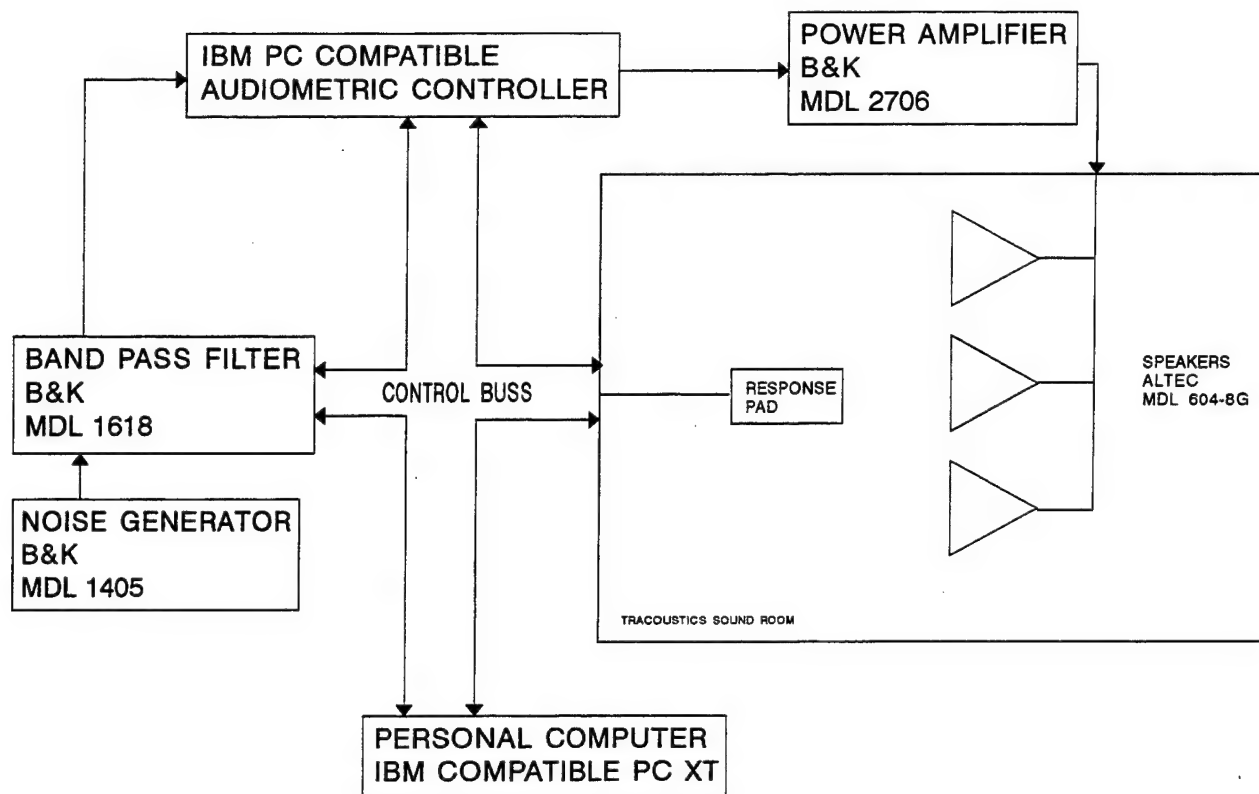 IBM PC COMPATIBLE
AUDIOMETRIC CONTROLLER
POWER AMPLIFIER
B&K
MDL 2706
BAND PASS FILTER
B&K
MDL 1618
CONTROL BUSS
RESPONSE
PAD
SPEAKERS
ALTEC
MDL 604-8G
NOISE GENERATOR
B&K
MDL 1405
TRACOUSTICS SOUND ROOM
PERSONAL COMPUTER
IBM COMPATIBLE PC XT